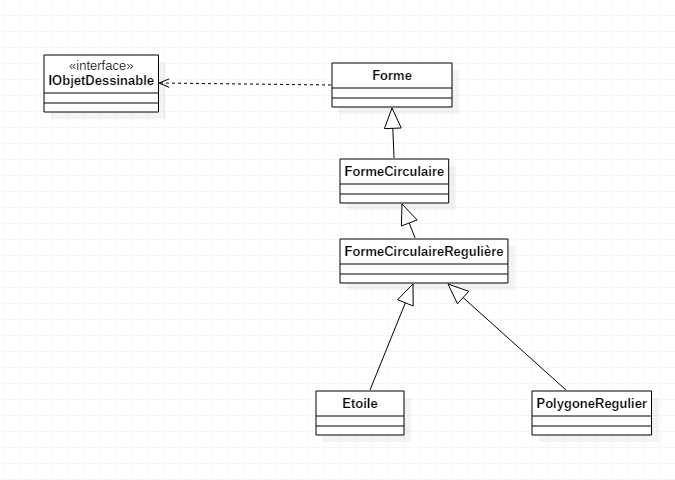 «interface»
IObjetDessinable
Forme
FormeCirculaire
FormeCirculaireRegulière
Etoile
PolygoneRegulier